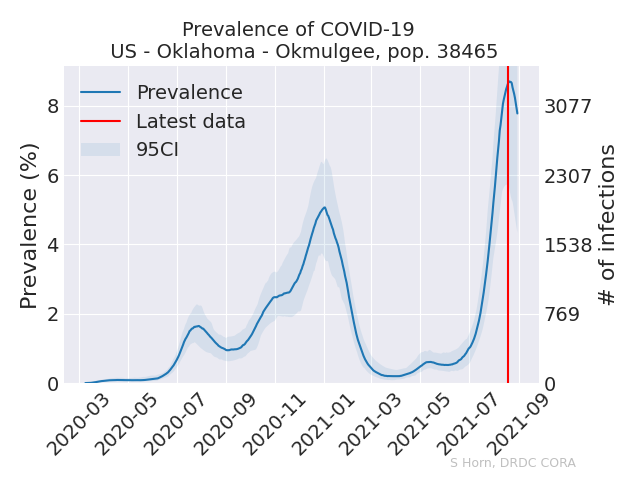 Prevalence of COVID-19
US - Oklahoma - Okmulgee, pop. 38465
Prevalence
Latest data
95CI
Prevalence (%)
8
6
4
2
0
3077
2307
1538
769
0
# of infections
2020-03
2020-05
2020-07
2020-09
2020-11
2021-01
2021-03
2021-05
2021-07
2021-09
S Horn, DRDC CORA